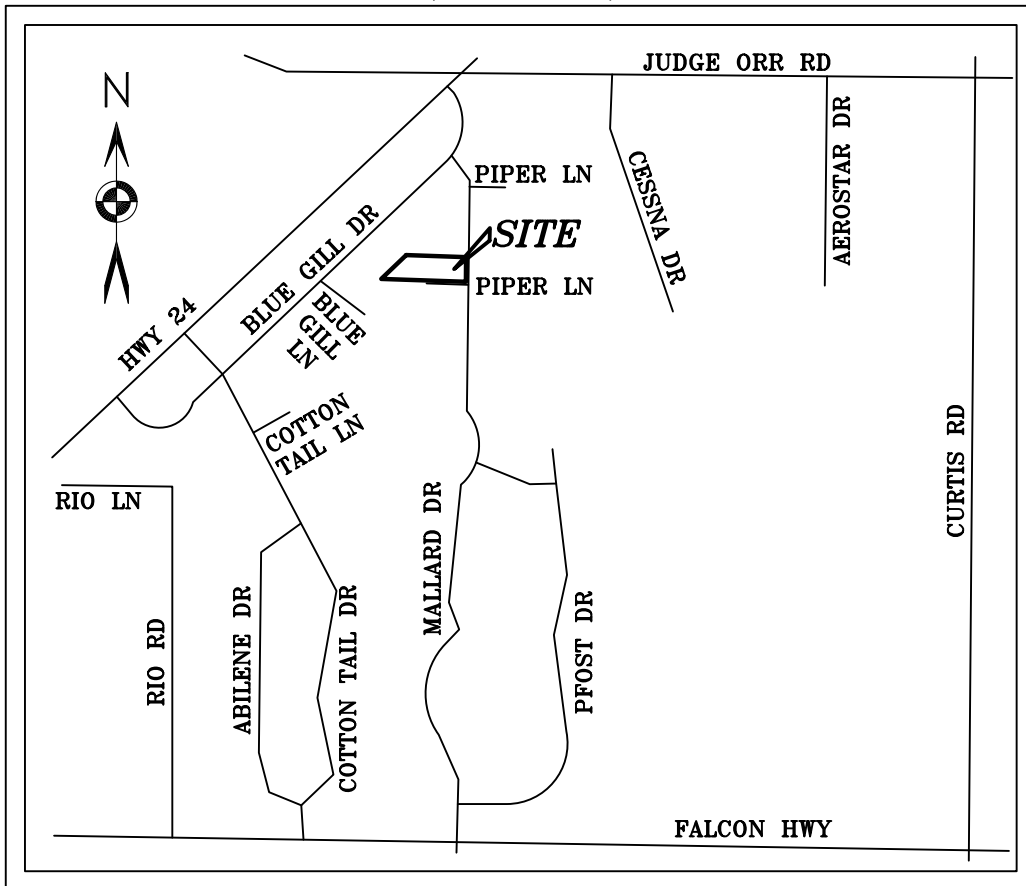 JUDGE ORR RD
N
AEROSTAR DR
PIPER LN
CESSNA DR
SITE
BLUE GILL DR
PIPER LN
HWY 24
BLUE
GILL
LN
COTTON
TAIL LN
CURTIS RD
RIO LN
MALLARD DR
ABILENE DR
COTTON TAIL DR
PFOST DR
RIO RD
FALCON HWY